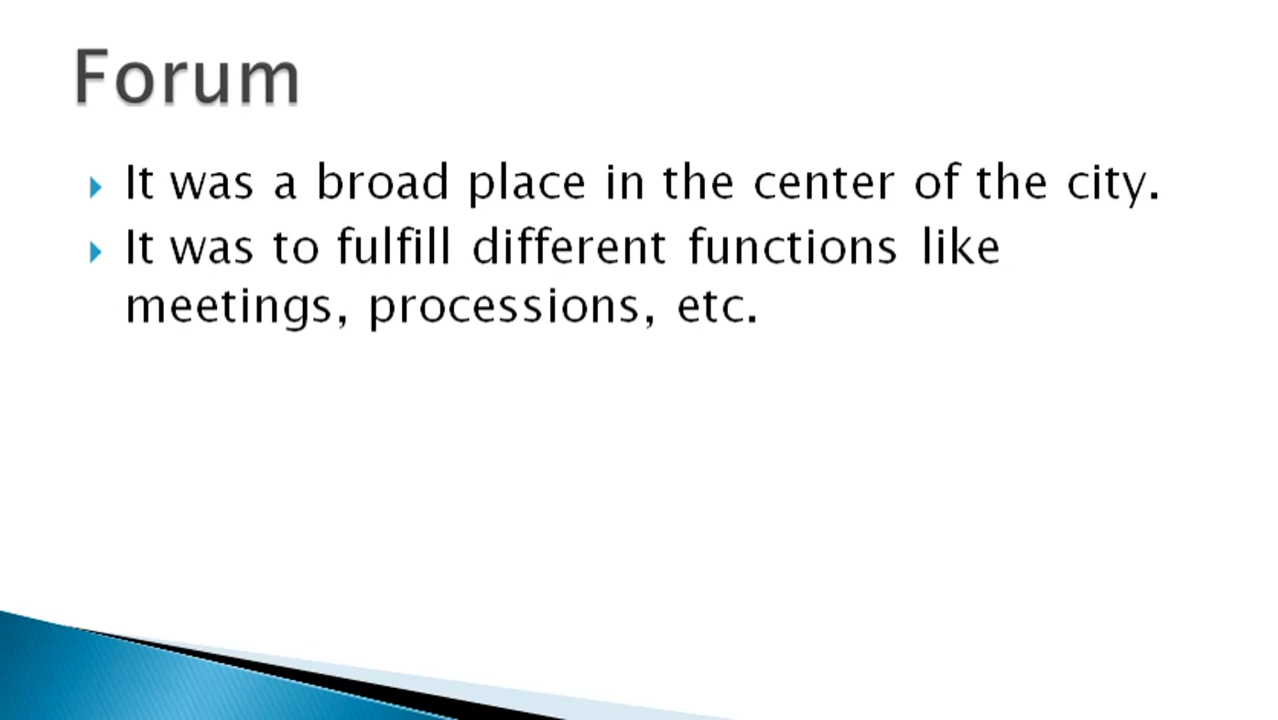 Forum
It was a broad place in the center of the city.
It was to fulfill different functions like
meetings, processions, etc.